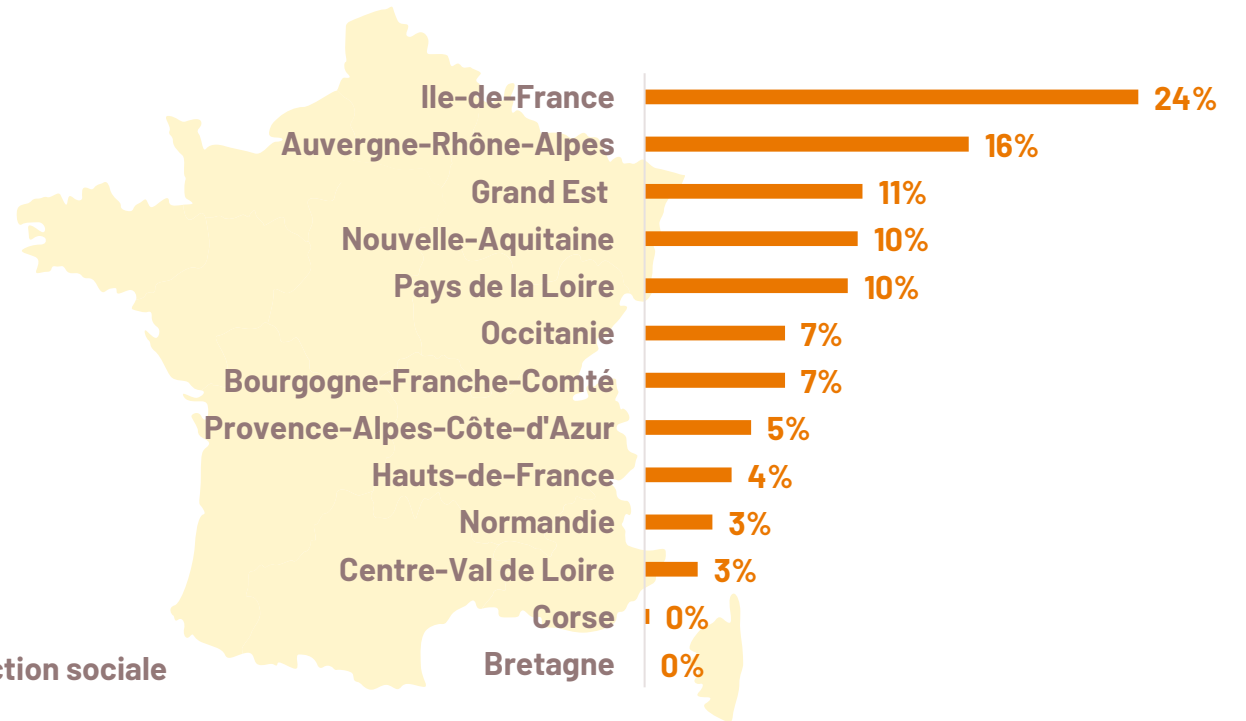 Ile-de-France 24%
Auvergne-Rhône-Alpes 16%
Grand Est 11%
Nouvelle-Aquitaine 10%
Pays de la Loire 10%
Occitanie 7%
Bourgogne-Franche-Comté 7%
Provence-Alpes-Côte-d'Azur 5%
Hauts-de-France 4%
Normandie 3%
Centre-Val de Loire 3%
Corse 0%
Bretagne 0%
ction sociale